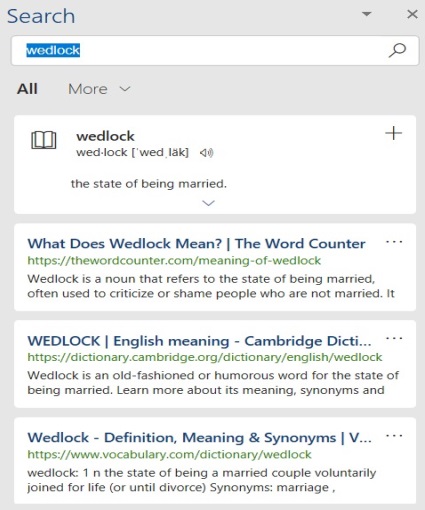 Search
wedlock
All More
wedlock
wed·lock [ˈwedˌläk]
the state of being married.
What Does Wedlock Mean? | The Word Counter
https://thewordcounter.com/meaning-of-wedlock
Wedlock is a noun that refers to the state of being married,
often used to criticize or shame people who are not married. It
WEDLOCK | English meaning - Cambridge Dicti...
https://dictionary.cambridge.org/dictionary/english/wedlock
Wedlock is an old-fashioned or humorous word for the state of
being married. Learn more about its meaning, synonyms and
Wedlock - Definition, Meaning & Synonyms | V...
https://www.vocabulary.com/dictionary/wedlock
wedlock: 1 n the state of being a married couple voluntarily
joined for life (or until divorce) Synonyms: marriage ,